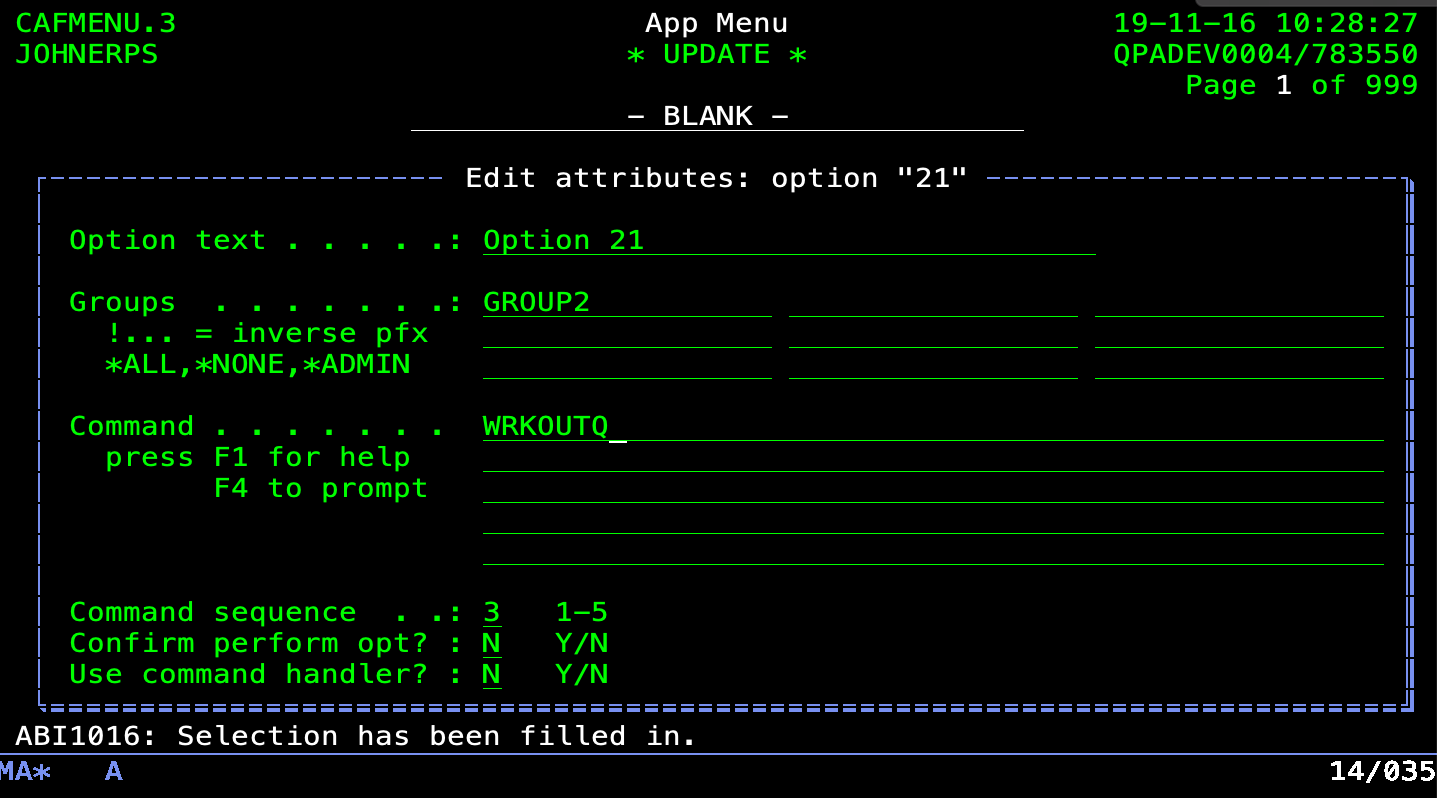 CAFMENU.3 App Menu 19-11-16 10:28:27
JOHNERPS * UPDATE * QPADEV0004/783550
Page 1 of 999
- BLANK -
Edit attributes: option "21"
Option text . . . . .: Option 21
Groups . . . . . . .: GROUP2
!... = inverse pfx
*ALL,*NONE,*ADMIN
Command . . . . . . . WRKOUTQ_
press F1 for help
F4 to prompt
Command sequence . .: 3 1-5
Confirm perform opt? : N Y/N
Use command handler? : N Y/N
ABI1016: Selection has been filled in.
MA* A 14/035